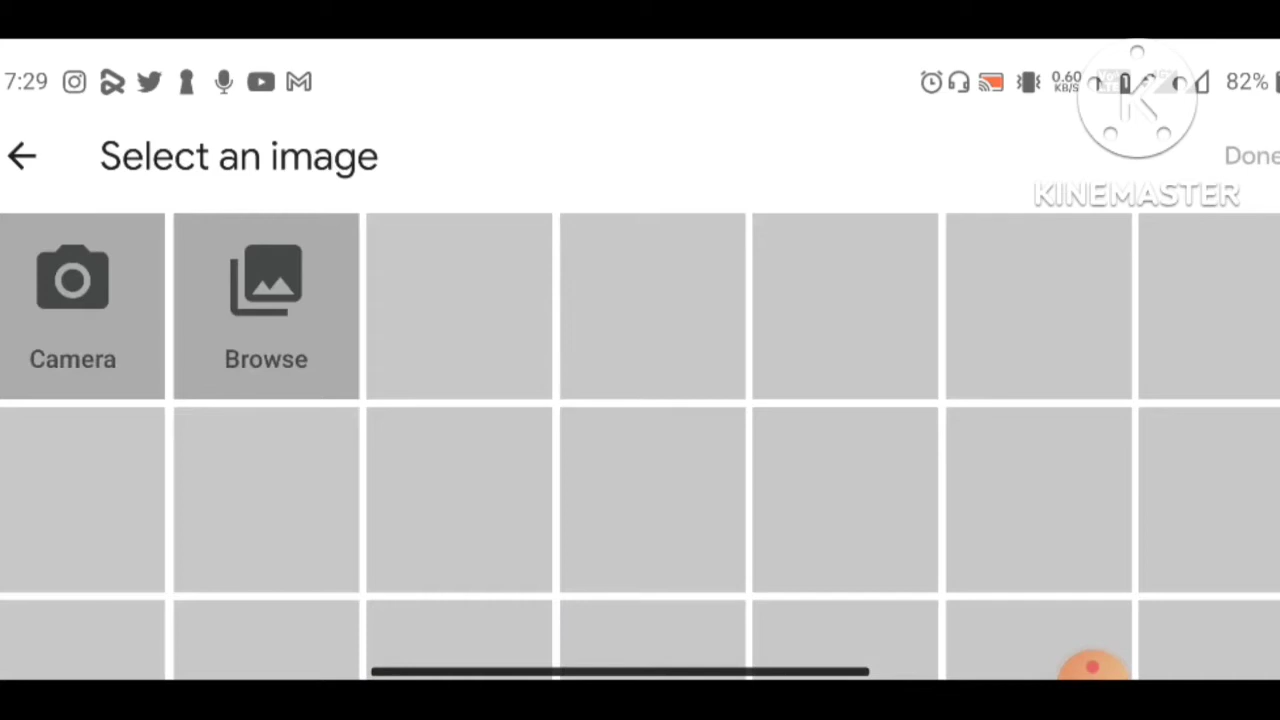 7:29
0.60
KB/S
82%
KINEMASTER
Select an image
Done
Camera
Browse